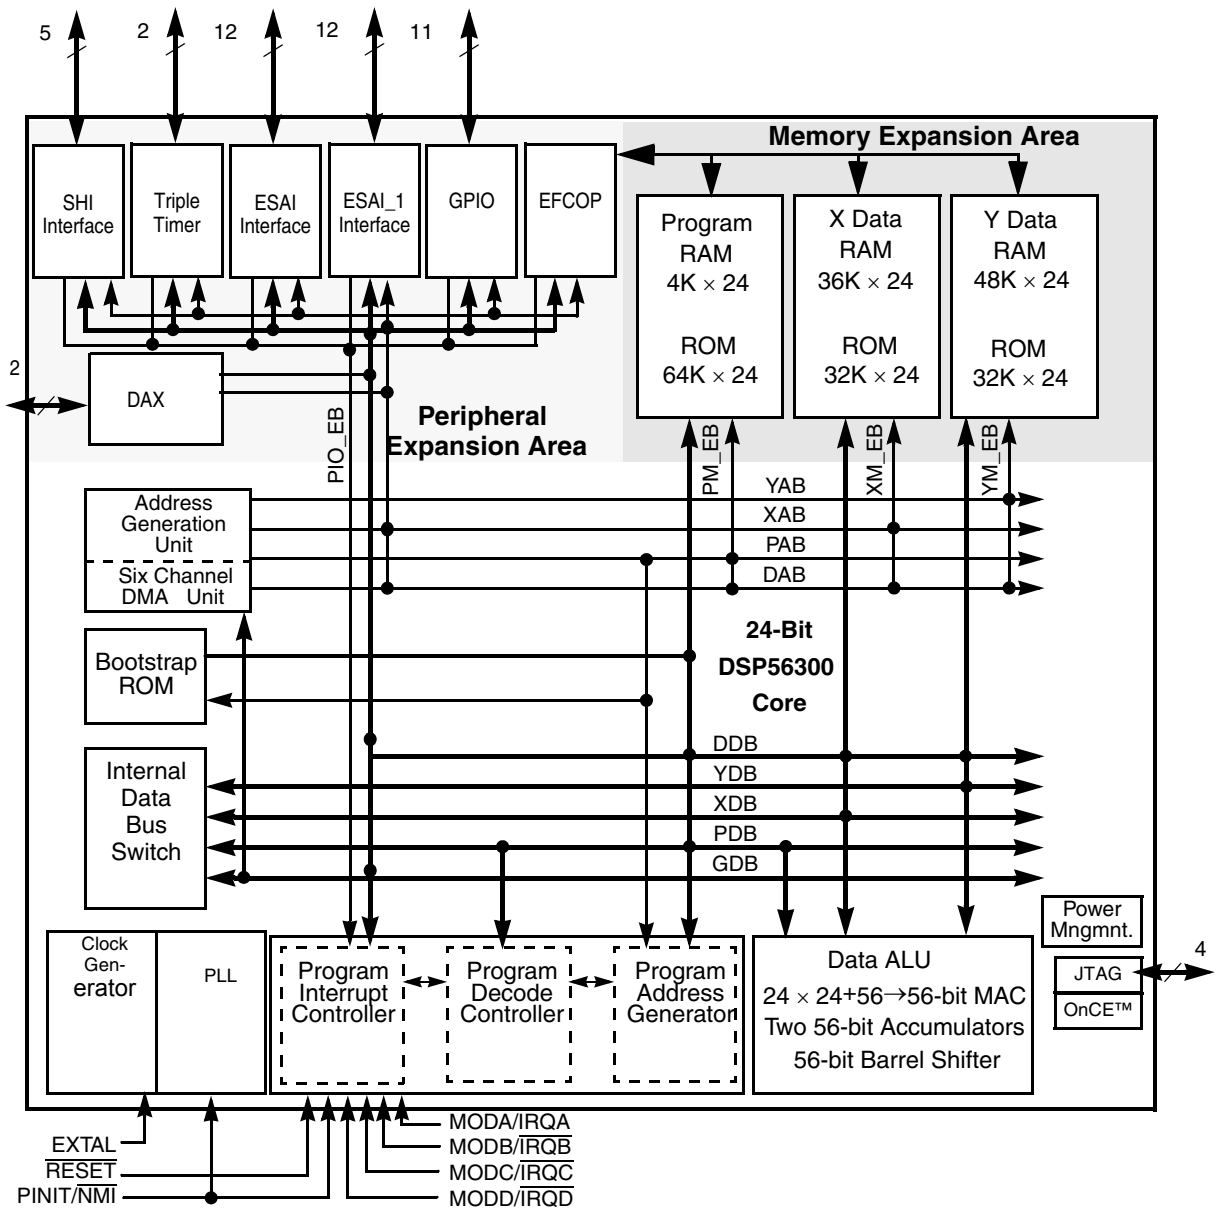 5 2 12 12 11
Memory Expansion Area
SHI
Interface
Triple
Timer
ESAI
Interface
ESAI_1
Interface
GPIO
EFCOP
Program
RAM
4K × 24
ROM
64K × 24
X Data
RAM
36K × 24
ROM
32K × 24
Y Data
RAM
48K × 24
ROM
32K × 24
2
DAX
PIO_EB
Peripheral
Expansion Area
PM_EB
XM_EB
YM_EB
Address
Generation
Unit
Six Channel
DMA Unit
YAB
XAB
PAB
DAB
24-Bit
DSP56300
Core
Bootstrap
ROM
Internal
Data
Bus
Switch
DDB
YDB
XDB
PDB
GDB
Clock
Gen-
erator
PLL
Program
Interrupt
Controller
Program
Decode
Controller
Program
Address
Generator
Data ALU
24 × 24+56→56-bit MAC
Two 56-bit Accumulators
56-bit Barrel Shifter
Power
Mngmnt.
JTAG
OnCE™
4
EXTAL
RESET
PINIT/NMI
MODA/IRQA
MODB/IRQB
MODC/IRQC
MODD/IRQD